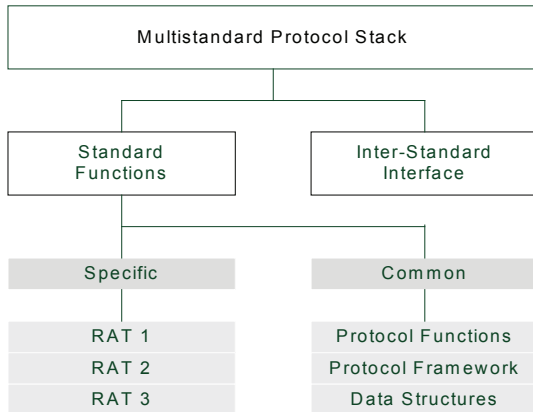 Multistandard Protocol Stack
Standard
Functions
Inter-Standard
Interface
Specific
Common
RAT 1
RAT 2
RAT 3
Protocol Functions
Protocol Framework
Data Structures